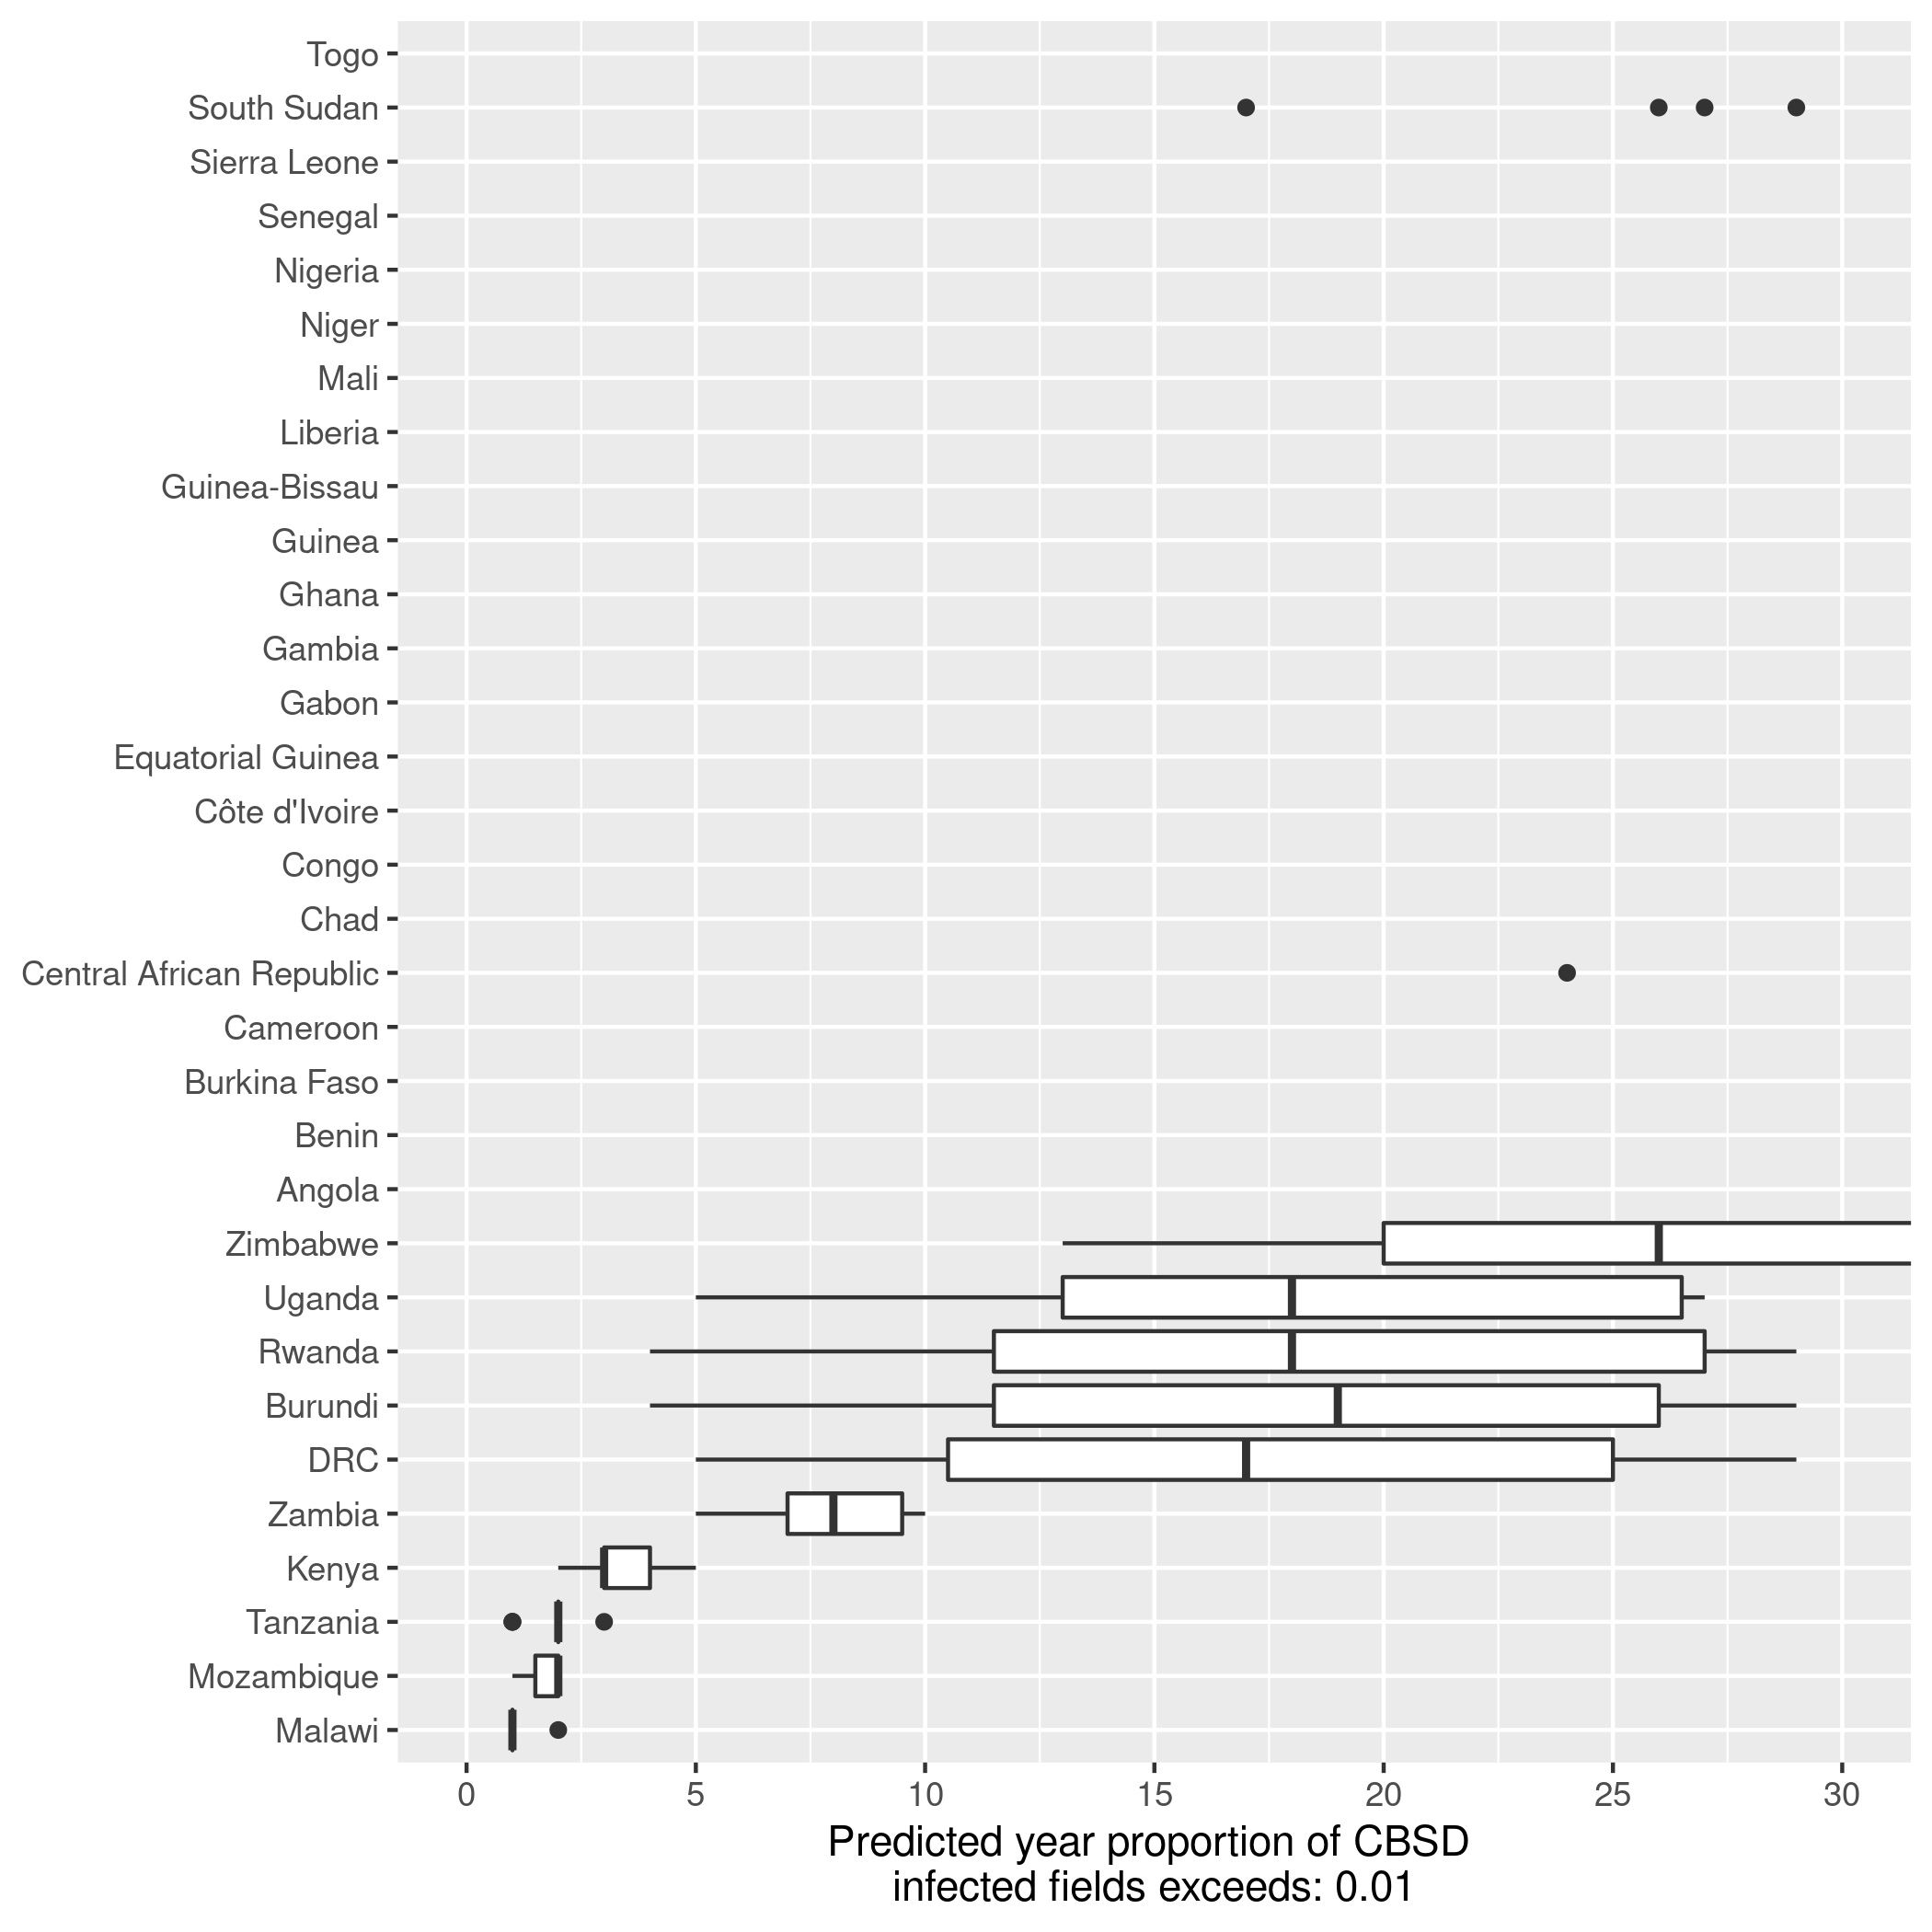 Togo
South Sudan
Sierra Leone
Senegal
Nigeria
Niger
Mali
Liberia
Guinea-Bissau
Guinea
Ghana
Gambia
Gabon
Equatorial Guinea
Côte d'Ivoire
Congo
Chad
Central African Republic
Cameroon
Burkina Faso
Benin
Angola
Zimbabwe
Uganda
Rwanda
Burundi
DRC
Zambia
Kenya
Tanzania
Mozambique
Malawi
0 5 10 15 20 25 30
Predicted year proportion of CBSD
infected fields exceeds: 0.01